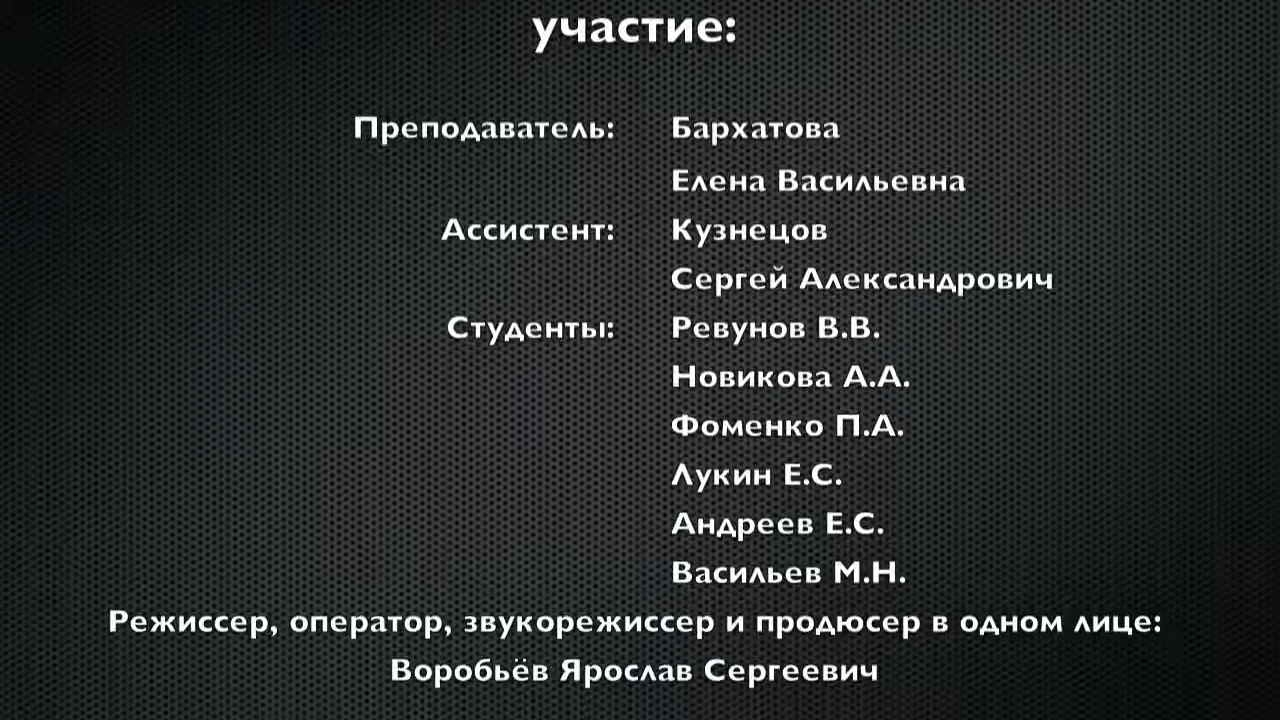 участие:
Преподаватель: Бархатова
Елена Васильевна
Ассистент: Кузнецов
Сергей Александрович
Студенты: Ревунов В.В.
Новикова А.А.
Фоменко П.А.
Лукин Е.С.
Андреев Е.С.
Васильев М.Н.
Режиссер, оператор, звукорежиссер и продюсер в одном лице:
Воробьёв Ярослав Сергеевич